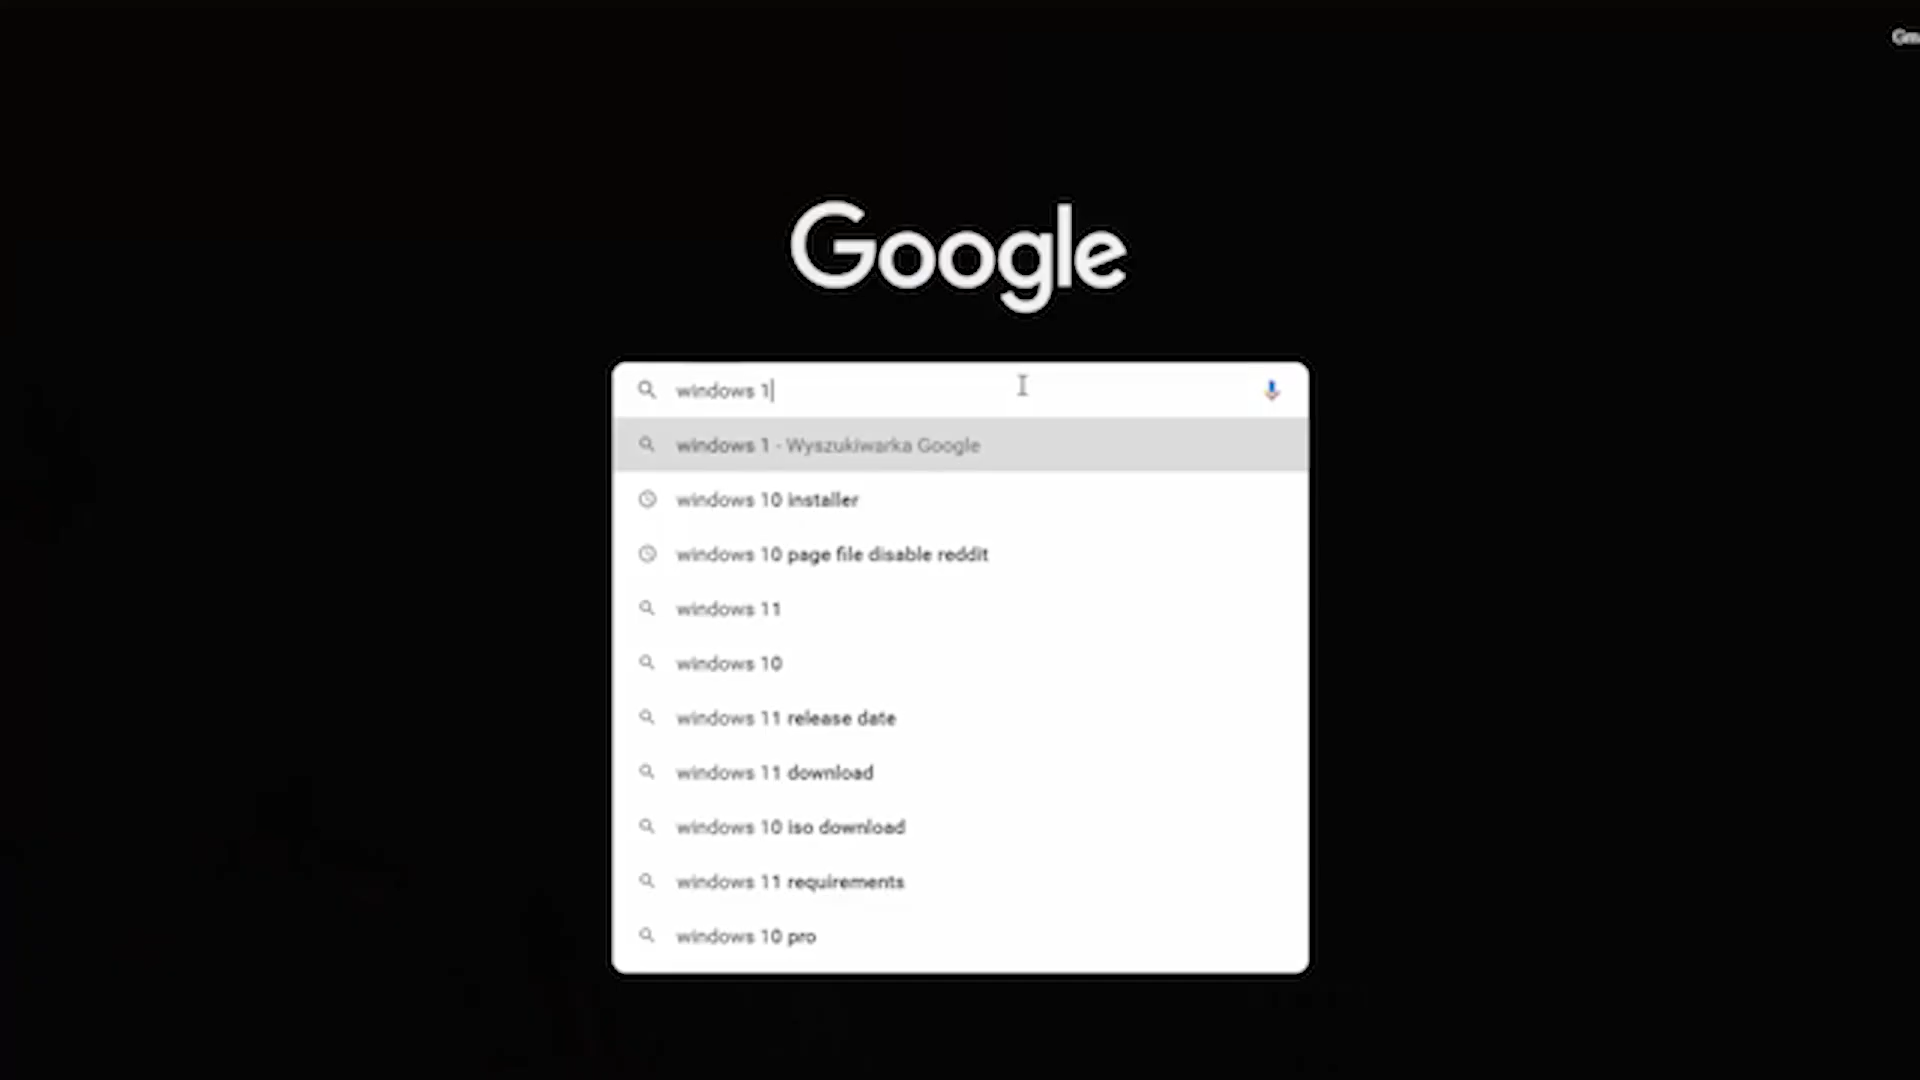 Gm
Google
windows 1
windows 1 - Wyszukiwarka Google
windows 10 installer
windows 10 page file disable reddit
windows 11
windows 10
windows 11 release date
windows 11 download
windows 10 iso download
windows 11 requirements
windows 10 pro